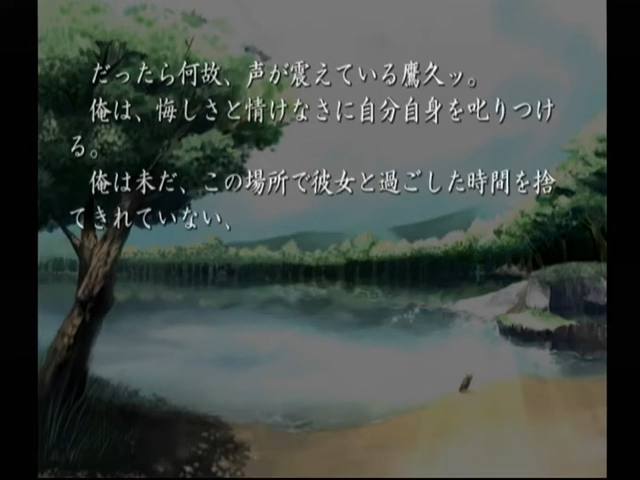 だったら何故、声が震えている鷹久ッ。
俺は、悔しさと情けなさに自分自身を叱りつけ
る。
俺は未だ、この場所で彼女と過ごした時間を捨
てきれていない、